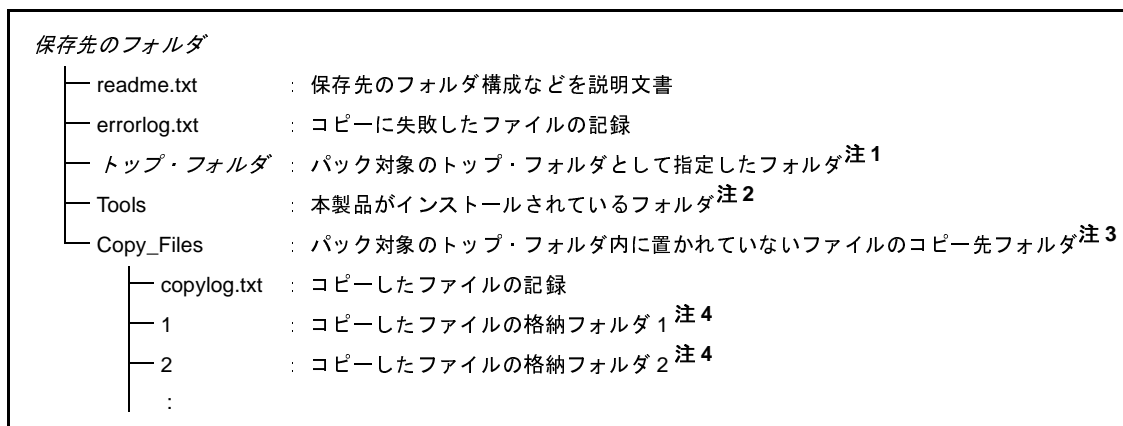 保存先のフォルダ
readme.txt : 保存先のフォルダ構成などを説明文書
errorlog.txt : コピーに失敗したファイルの記録
トップ・フォルダ : パック対象のトップ・フォルダとして指定したフォルダ注1
Tools : 本製品がインストールされているフォルダ注2
Copy_Files : パック対象のトップ・フォルダ内に置かれていないファイルのコピー先フォルダ注3
copylog.txt : コピーしたファイルの記録
1 : コピーしたファイルの格納フォルダ1注4
2 : コピーしたファイルの格納フォルダ2注4
: